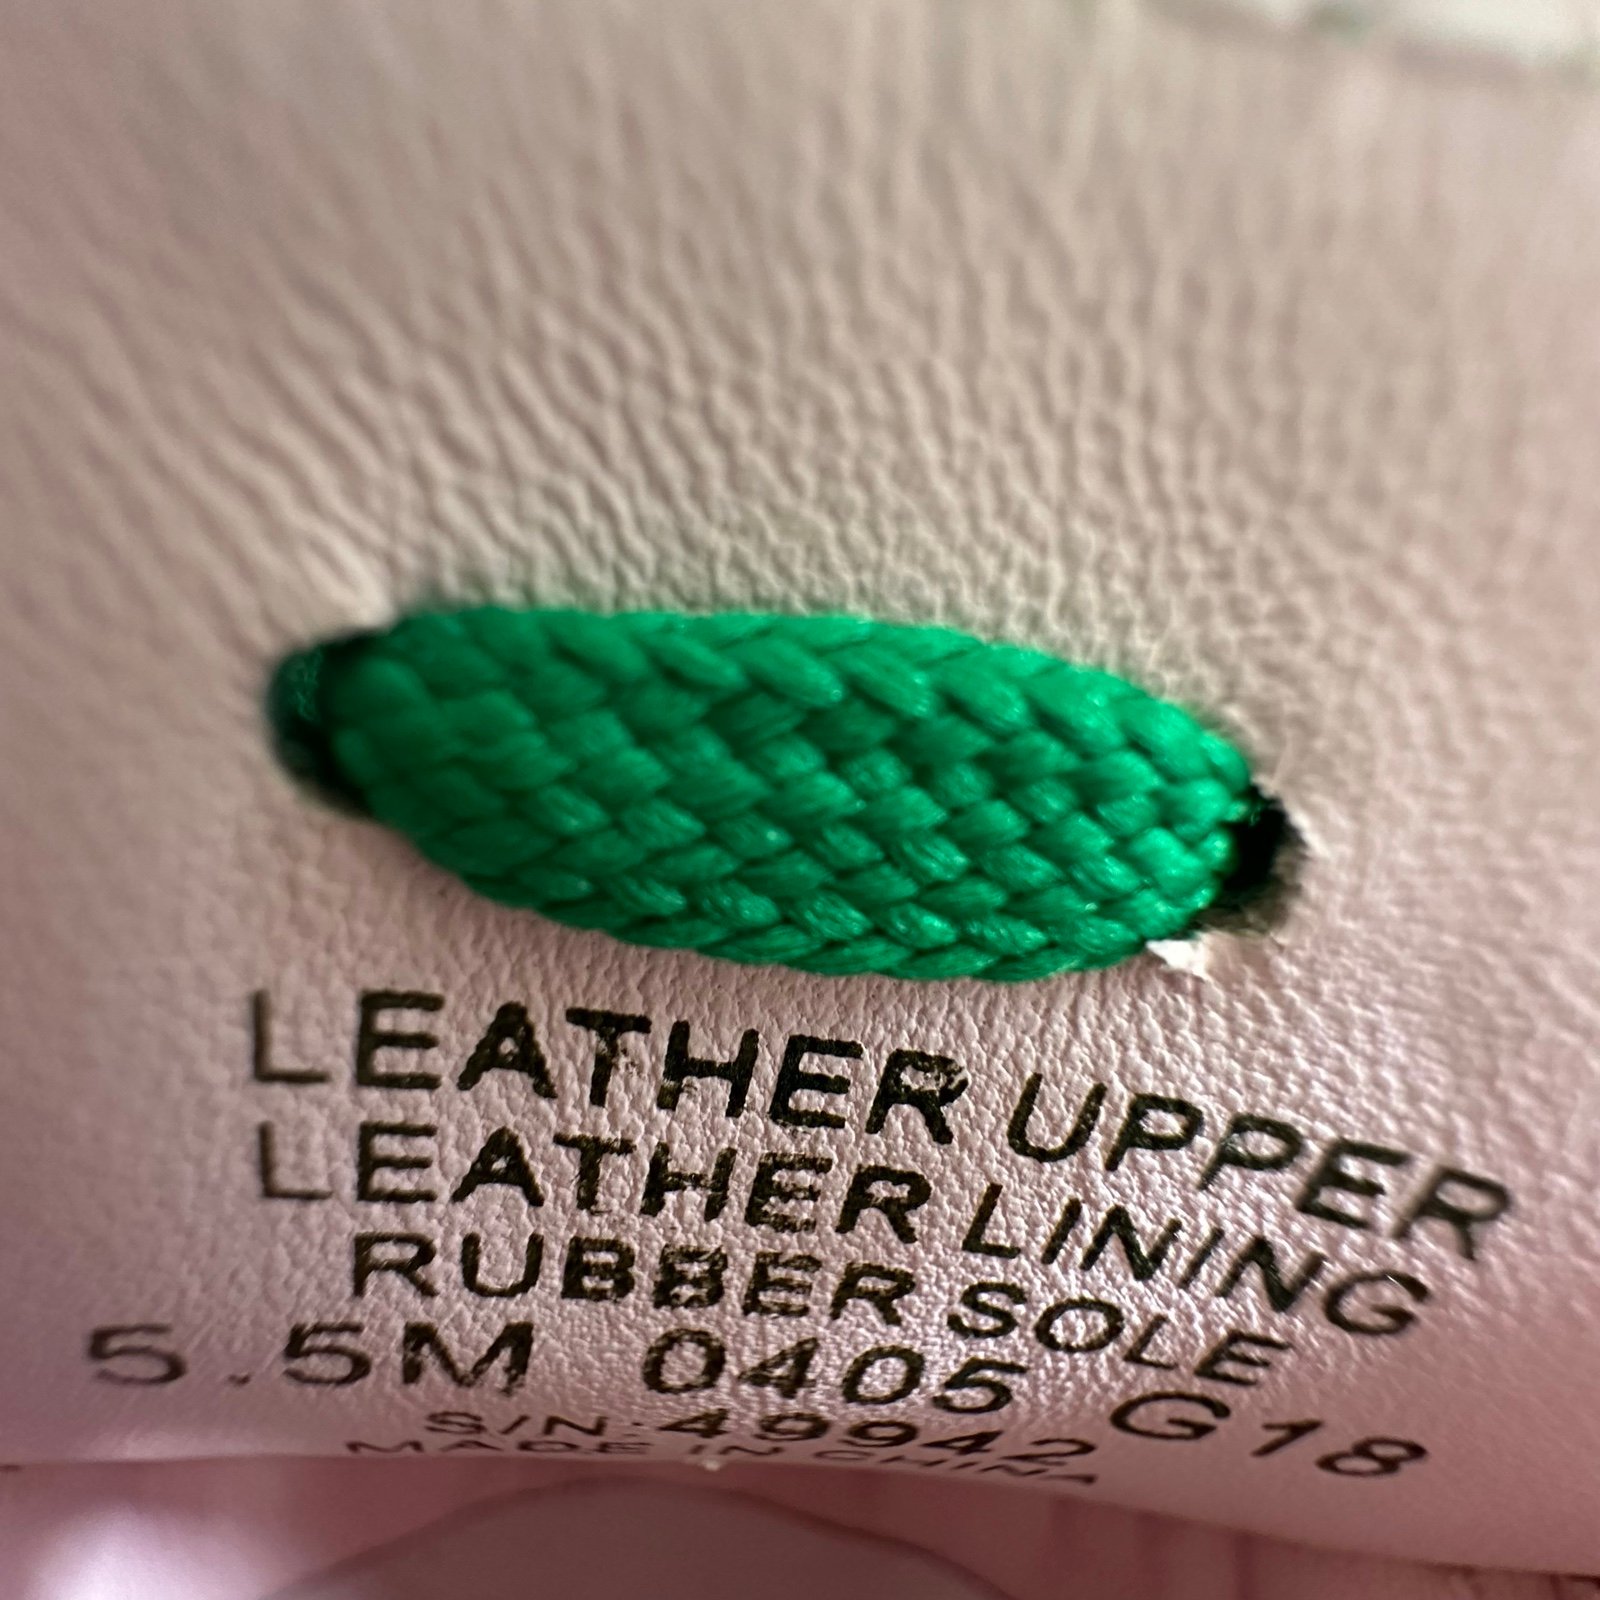 LEATHER UPPER
LEATHER LINING
RUBBER SOLE
5.5M 0405 G18
S/N:49942
MADE IN CHINA